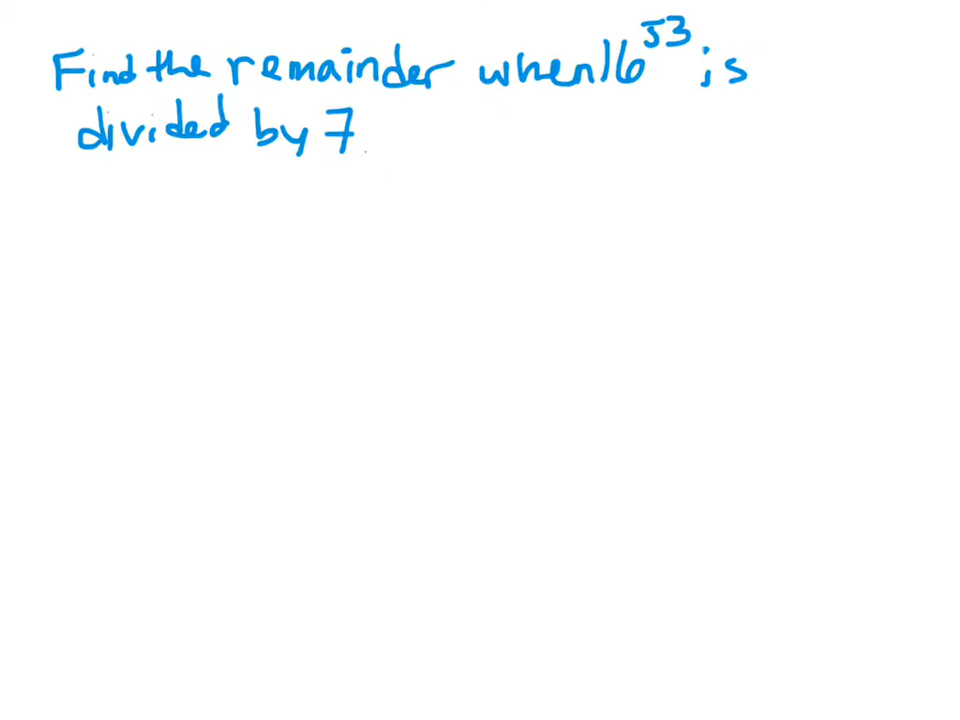 Find the remainder when 16^53 is
divided by 7